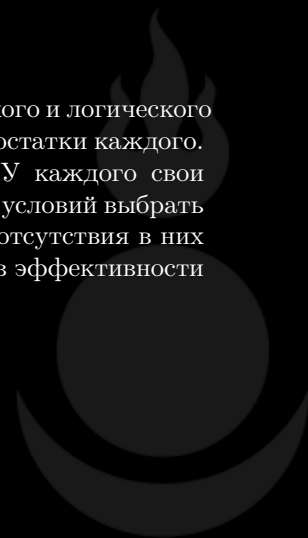 ого и логического
остатки каждого.
У каждого свои
условий выбрать
отсутствия в них
в эффективности